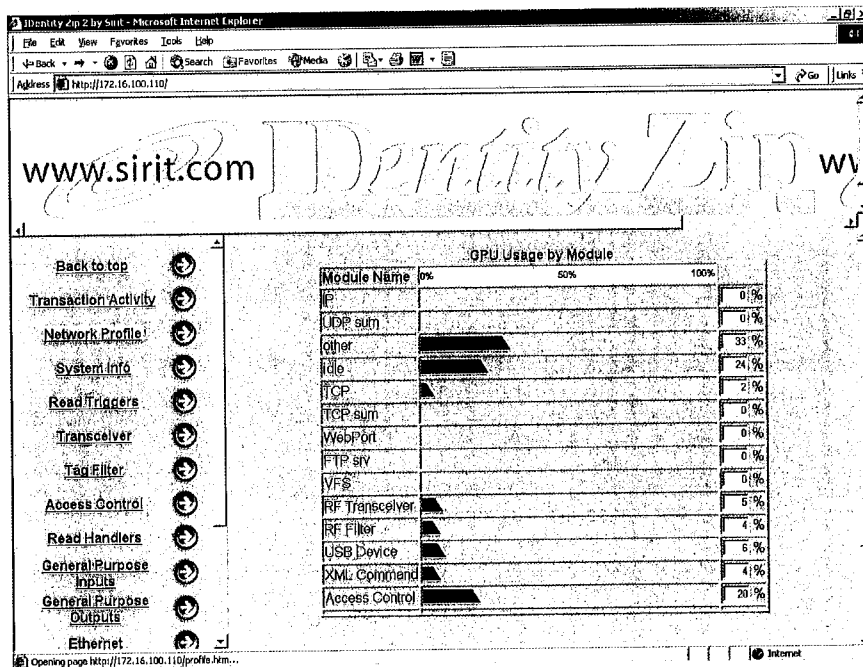 IDentity Zip 2 by Sirit - Microsoft Internet Explorer
File Edit View Favorites Tools Help
Back Search Favorites Media
Address http://172.16.100.110/ Go Links
www.sirit.com IDentity Zip
Back to top
Transaction Activity
Network Profile
System Info
Read Triggers
Transceiver
Tag Filter
Access Control
Read Handlers
General Purpose
Inputs
General Purpose
Outputs
Ethernet
CPU Usage by Module
Module Name 0% 50% 100%
IP 0 %
UDP sum 0 %
other 33 %
idle 24 %
TCP 2 %
TCP sum 0 %
WebPort 0 %
FTP srv 0 %
VFS 0 %
RF Transceiver 5 %
RF Filter 4 %
USB Device 6 %
XML Command 4 %
Access Control 20 %
Opening page http://172.16.100.110/profile.htm... Internet